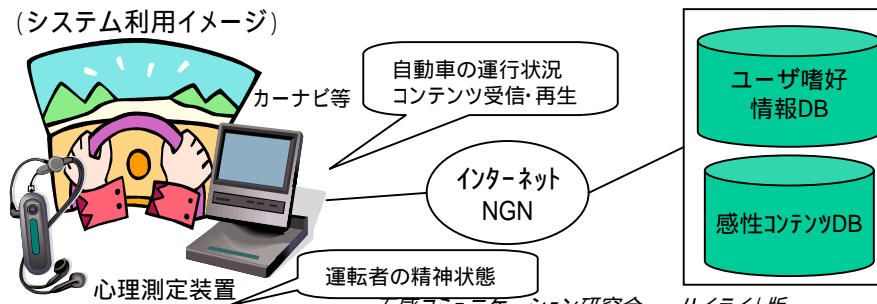 (システム利用イメージ)
カーナビ等
自動車の運行状況
コンテンツ受信・再生
ユーザ嗜好
情報DB
インターネット
NGN
感性コンテンツDB
運転者の精神状態
心理測定装置